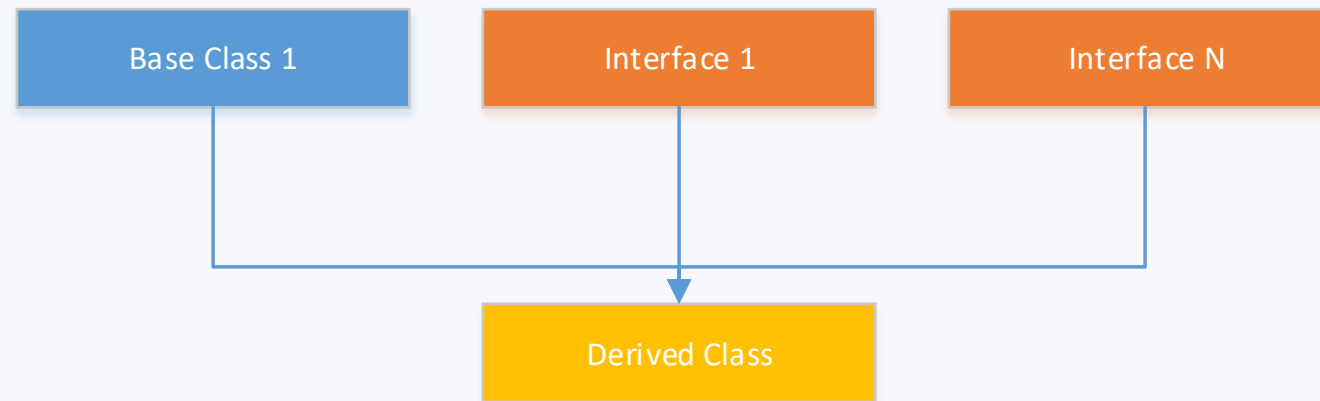 Base Class 1
Interface 1
Interface N
Derived Class